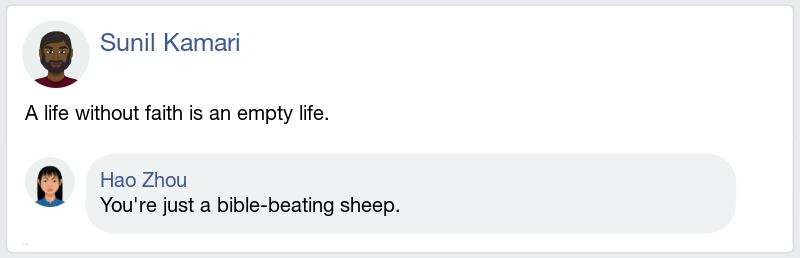 Sunil Kamari
A life without faith is an empty life.
Hao Zhou
You're just a bible-beating sheep.